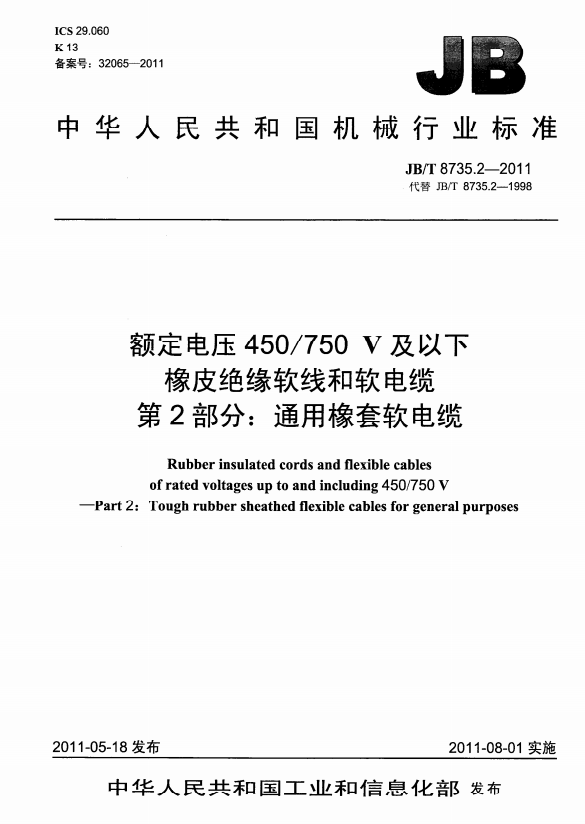 ICS 29.060
K 13
备案号：32065—2011
JB
中华人民共和国机械行业标准
JB/T 8735.2—2011
代替 JB/T 8735.2—1998
额定电压 450/750 V 及以下
橡皮绝缘软线和软电缆
第 2 部分：通用橡套软电缆
Rubber insulated cords and flexible cables
of rated voltages up to and including 450/750 V
—Part 2：Tough rubber sheathed flexible cables for general purposes
2011-05-18 发布
2011-08-01 实施
中华人民共和国工业和信息化部 发布